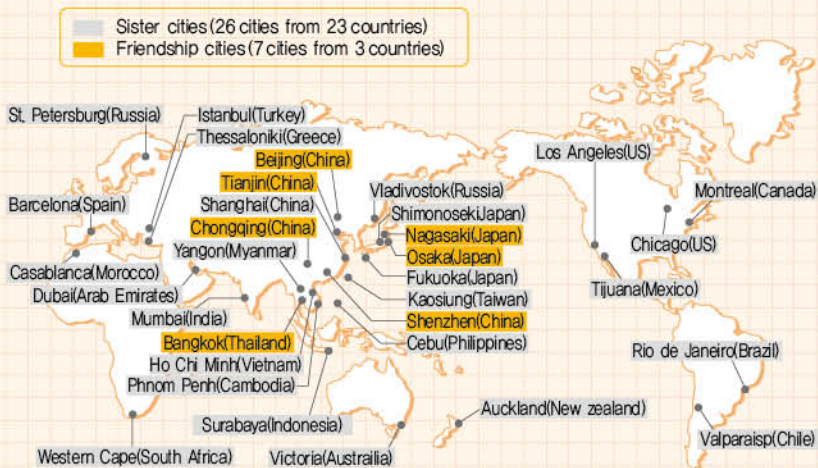 Sister cities(26 cities from 23 countries)
Friendship cities(7 cities from 3 countries)
St. Petersburg(Russia)
Istanbul(Turkey)
Thessaloniki(Greece)
Beijing(China)
Tianjin(China)
Barcelona(Spain)
Shanghai(China)
Chongqing(China)
Yangon(Myanmar)
Casablanca(Morocco)
Dubai(Arab Emirates)
Mumbai(India)
Bangkok(Thailand)
Ho Chi Minh(Vietnam)
Phnom Penh(Cambodia)
Surabaya(Indonesia)
Western Cape(South Africa)
Victoria(Austrailia)
Vladivostok(Russia)
ShimonosekiJapan)
Nagasaki(Japan)
Osaka(Japan)
Fukuoka(Japan)
Kaosiung(Taiwan)
Shenzhen(China)
Cebu(Philippines)
Auckland(New zealand)
Los Angeles(US)
Montreal(Canada)
Chicago(US)
Tijuana(Mexico)
Rio de Janeiro(Brazil)
Valparaisp(Chile)